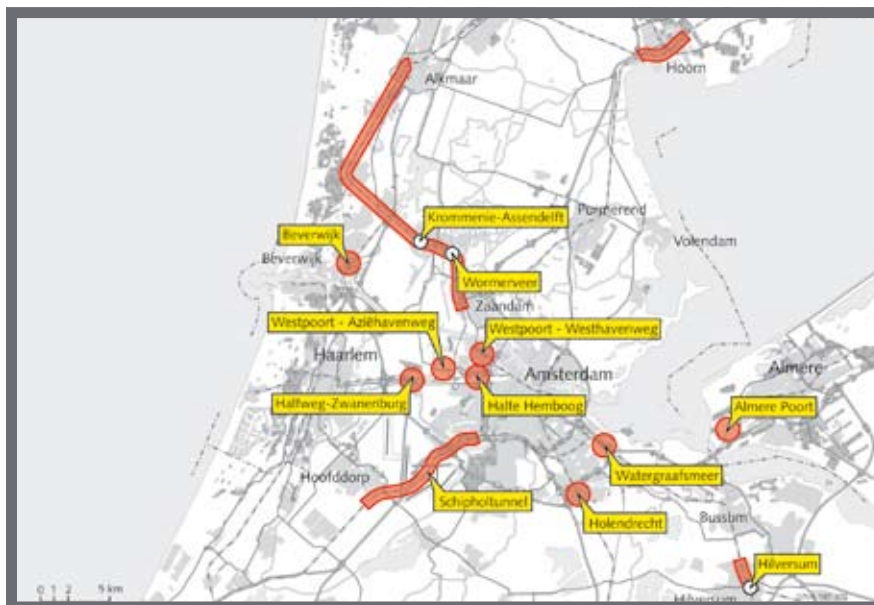 Hoorn
Alkmaar
Krommenie-Assendelft
Purmerend
Beverwijk
Volendam
Beverwijk
Wormerveer
Zaandam
Westpoort - Aziëhavenweg
Westpoort - Westhavenweg
Haarlem
Amsterdam
Almere
Halfweg-Zwanenburg
Halte Hemboog
Almere Poort
Hoofddorp
Watergraafsmeer
Schipholtunnel
Holendrecht
Bussum
Hilversum
Hilversum
0 1 2 5 km